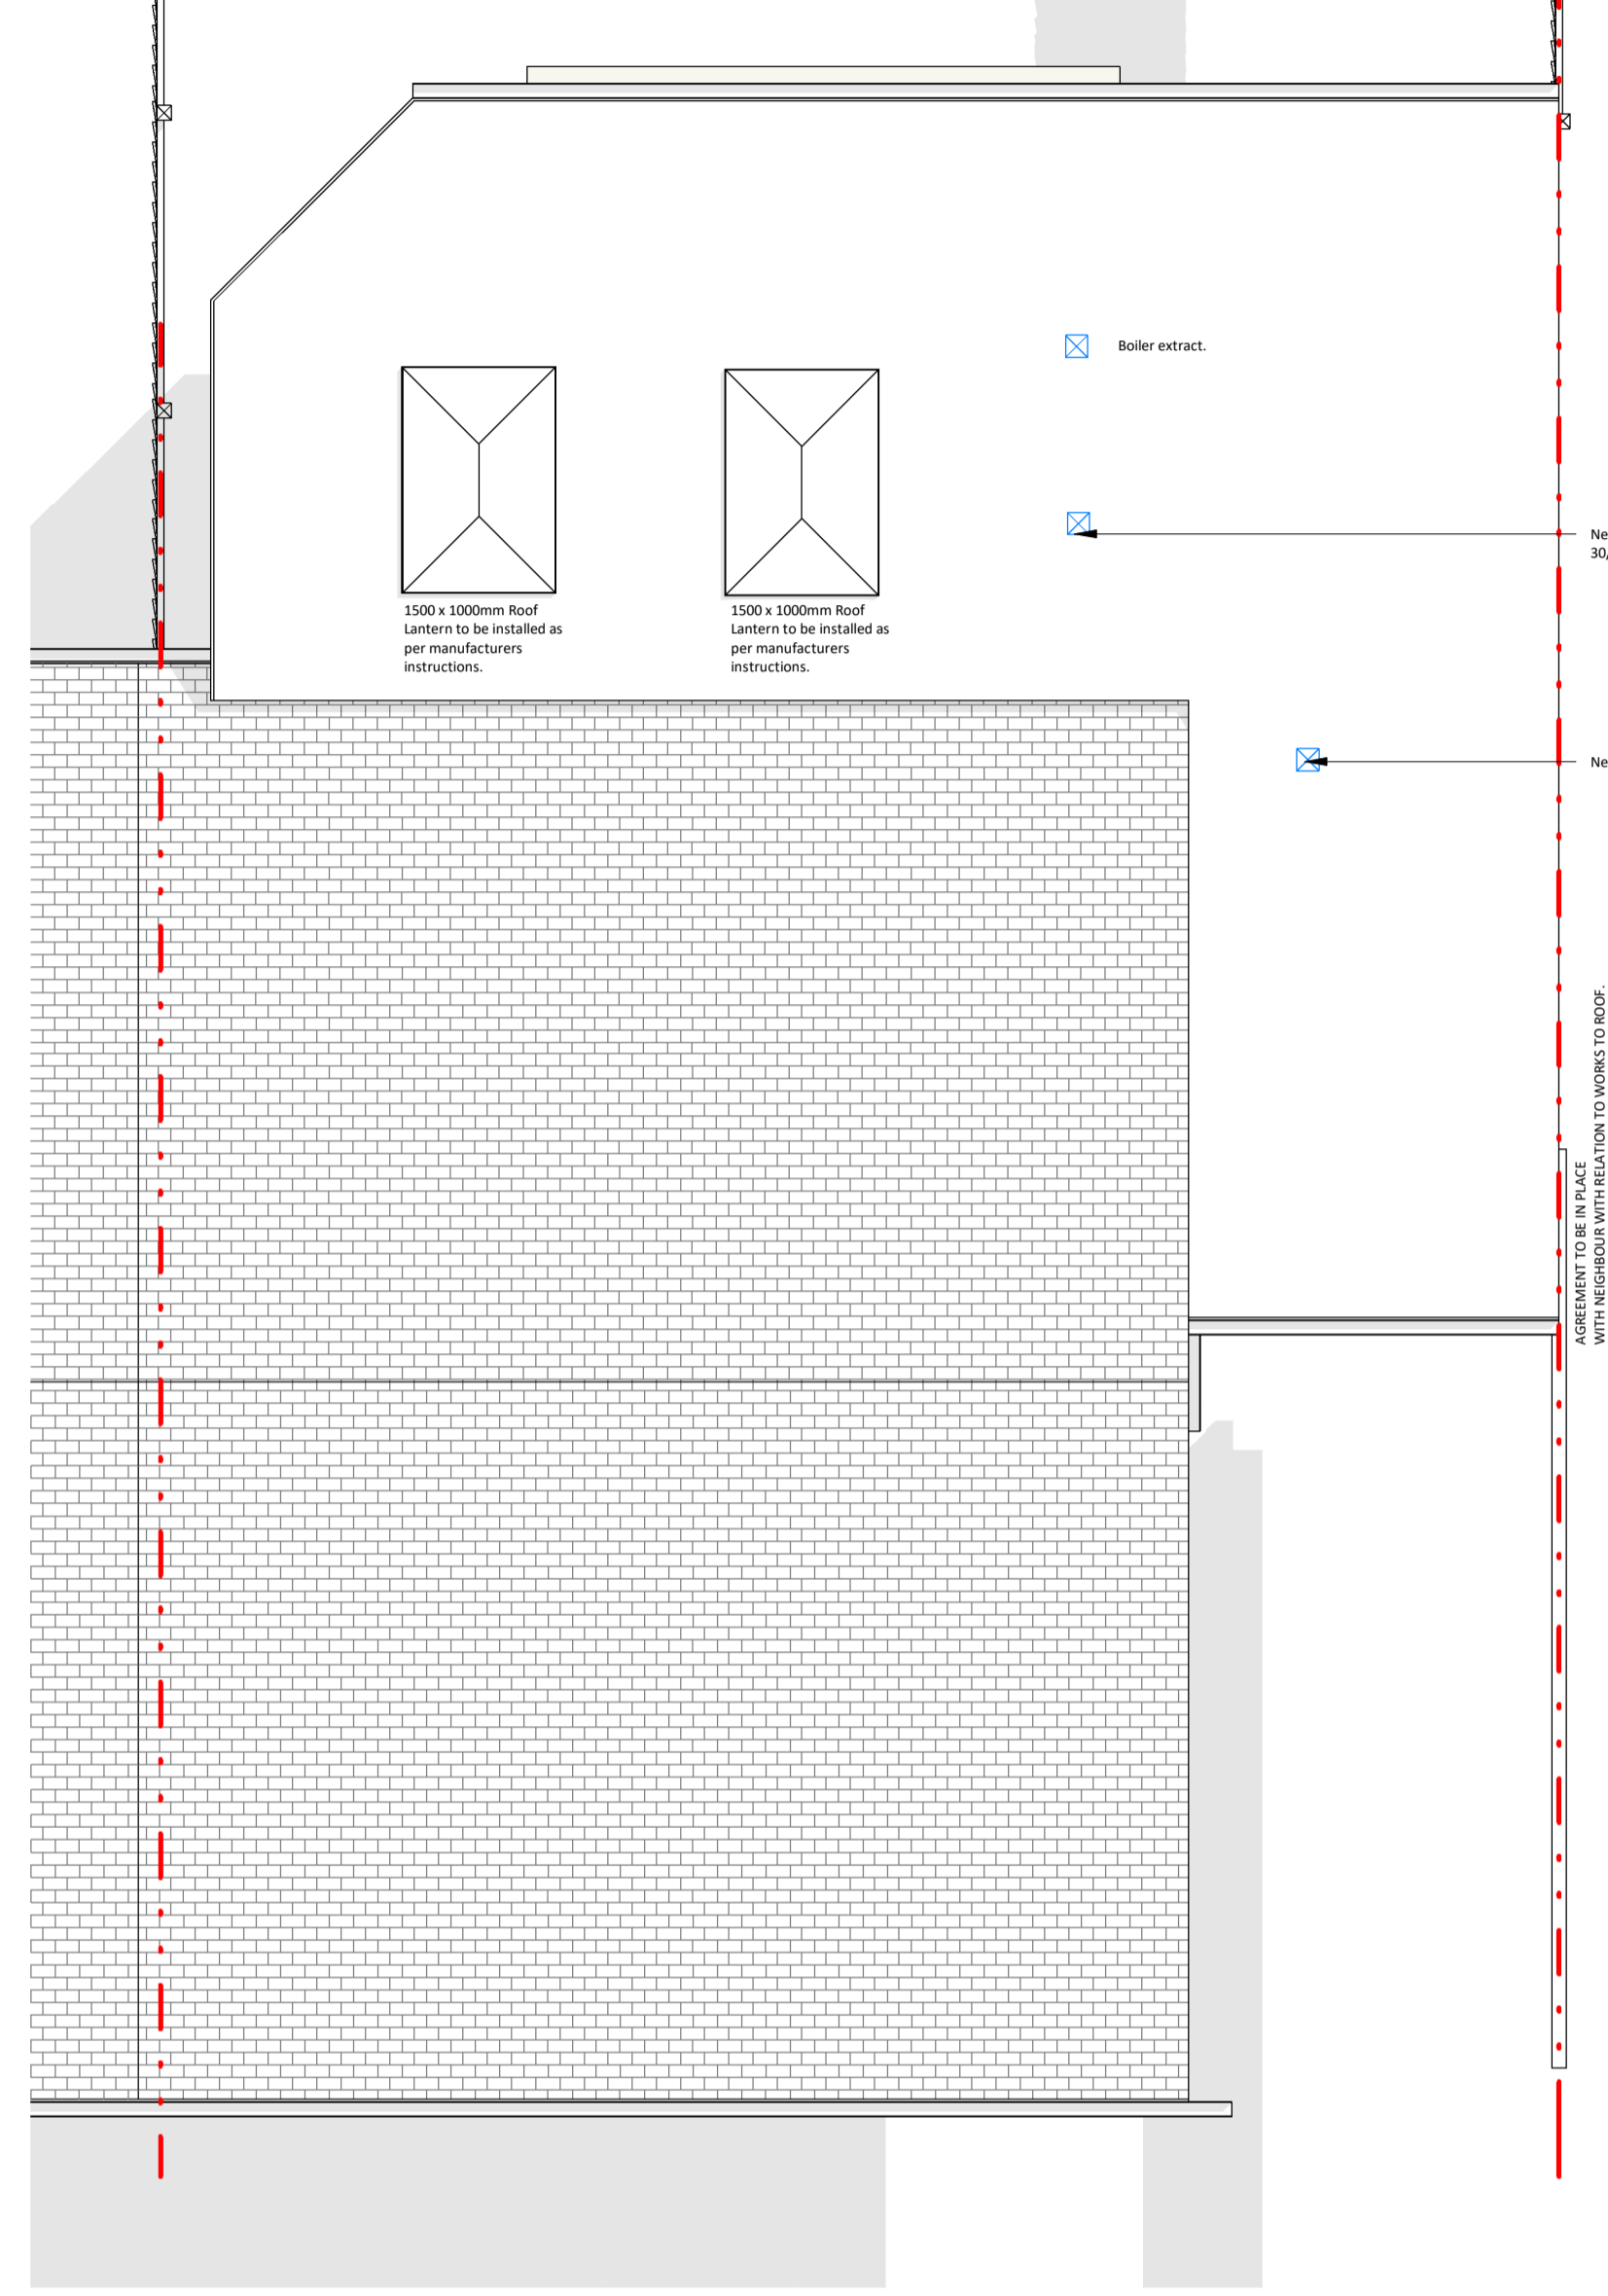 Boiler extract.
Ne
30,
1500 x 1000mm Roof
Lantern to be installed as
per manufacturers
instructions.
1500 x 1000mm Roof
Lantern to be installed as
per manufacturers
instructions.
Ne
AGREEMENT TO BE IN PLACE
WITH NEIGHBOUR WITH RELATION TO WORKS TO ROOF.